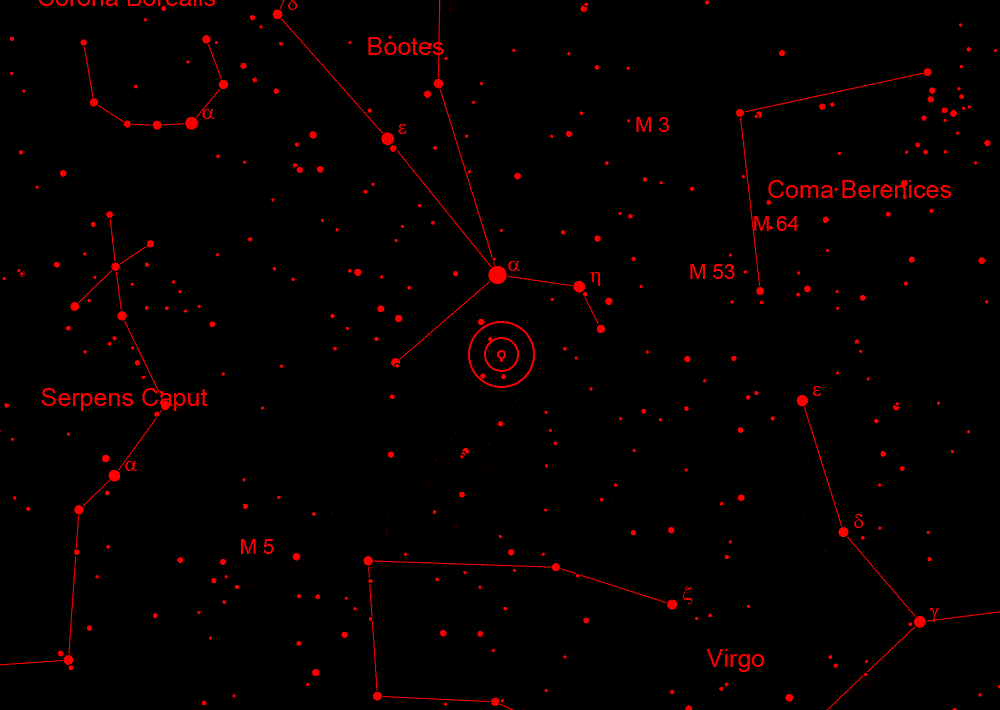 Corona Borealis
δ
Bootes
α
ε
M 3
Coma Berenices
M 64
α
η
M 53
Serpens Caput
ε
α
δ
M 5
ζ
γ
Virgo